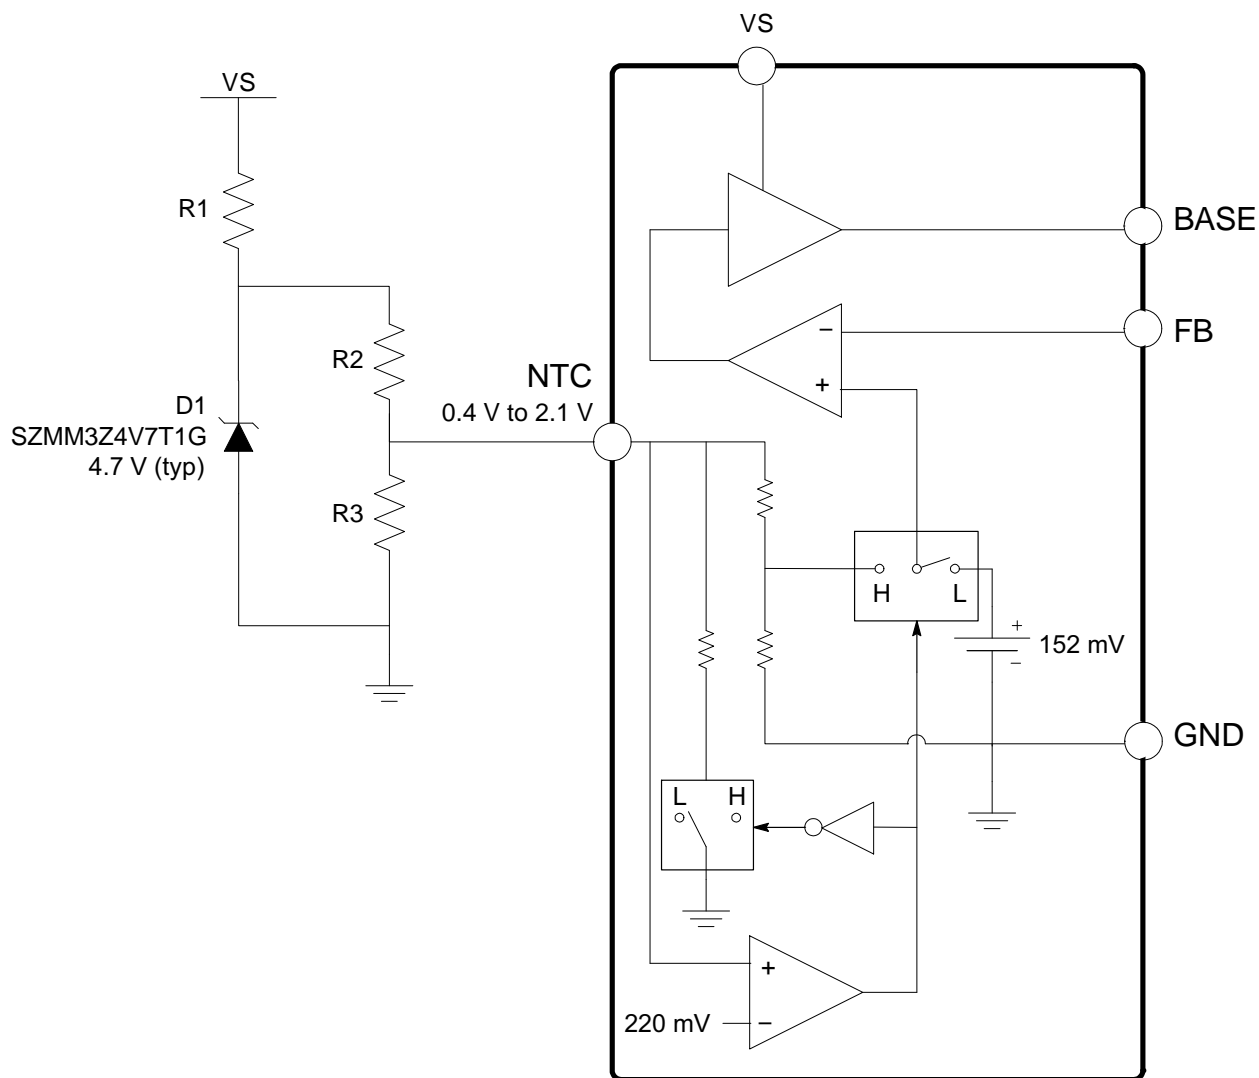 VS
VS
R1
BASE
FB
−
+
R2
NTC
0.4 V to 2.1 V
D1
SZMM3Z4V7T1G
4.7 V (typ)
R3
H
L
+
−
152 mV
GND
L
H
+
220 mV
−